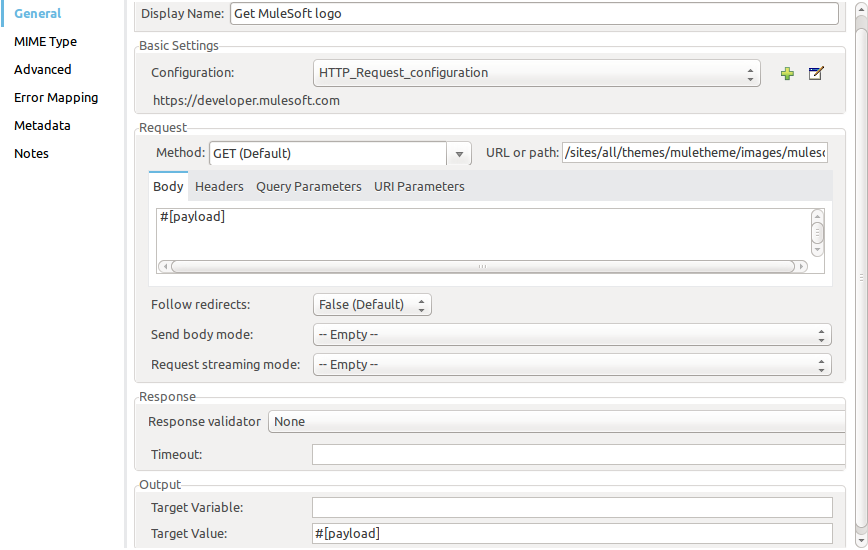 General
MIME Type
Advanced
Error Mapping
Metadata
Notes
Display Name: Get MuleSoft logo
Basic Settings
Configuration: HTTP_Request_configuration
https://developer.mulesoft.com
Request
Method: GET (Default) URL or path: /sites/all/themes/muletheme/images/mulesc
Body Headers Query Parameters URI Parameters
#[payload]
Follow redirects: False (Default)
Send body mode: -- Empty --
Request streaming mode: -- Empty --
Response
Response validator None
Timeout:
Output
Target Variable:
Target Value: #[payload]